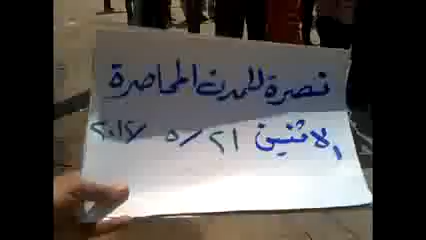 نصرة للمدن المحاصرة
الاثنين ٢١ / ٥ / ٢٠١٢